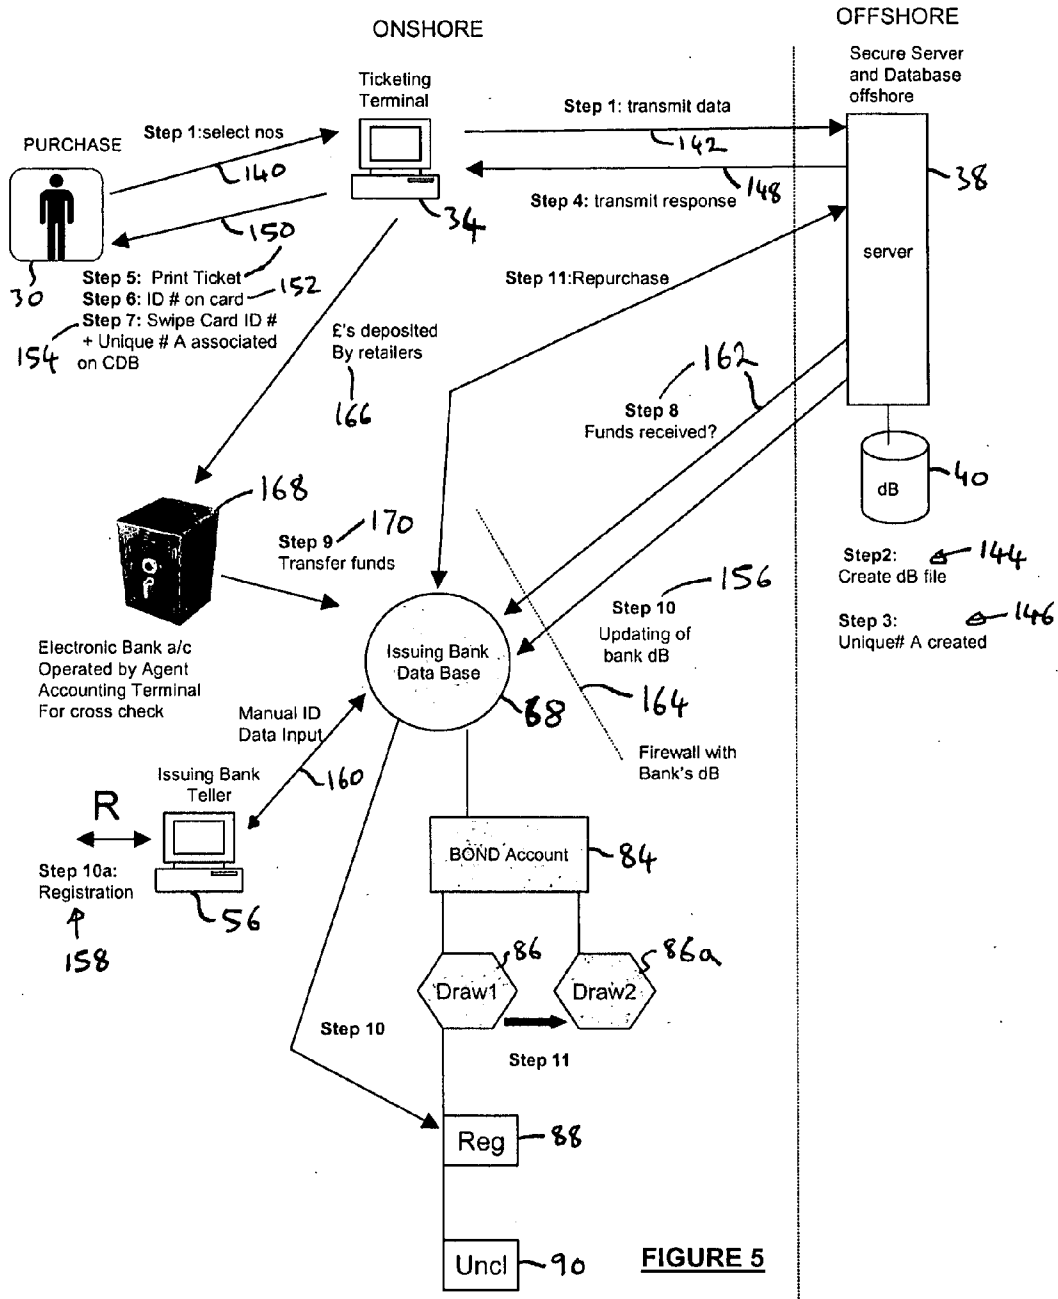 ONSHORE
OFFSHORE
Ticketing
Terminal
Secure Server
and Database
offshore
PURCHASE
Step 1:select nos
140
Step 1: transmit data
142
148
38
Step 4: transmit response
34
150
30
Step 5: Print Ticket
Step 6: ID # on card
152
Step 7: Swipe Card ID #
+ Unique # A associated
on CDB
154
server
Step 11:Repurchase
£'s deposited
By retailers
166
162
Step 8
Funds received?
dB
40
168
170
Step 9
Transfer funds
Step2:
Create dB file
144
Step 3:
Unique# A created
146
156
Step 10
Updating of
bank dB
Issuing Bank
Data Base
68
164
Firewall with
Bank's dB
Electronic Bank a/c
Operated by Agent
Accounting Terminal
For cross check
Manual ID
Data Input
160
Issuing Bank
Teller
R
Step 10a:
Registration
158
56
BOND Account
84
86
86a
Draw1
Draw2
Step 10
Step 11
Reg
88
Uncl
90
FIGURE 5